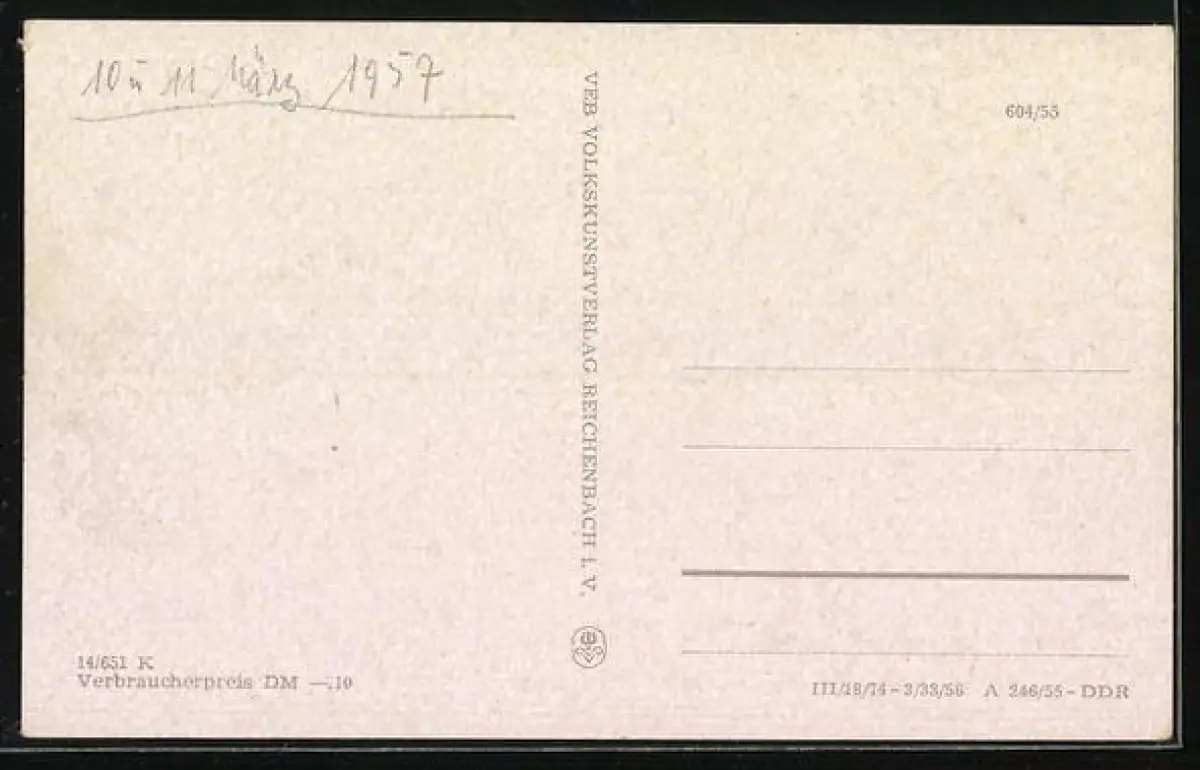 10 u 11 März 1957
VEB VOLKSKUNSTVERLAG REICHENBACH I. V.
604/55
14/651 K
Verbraucherpreis DM —.10
III/18/74 - 3/33/56 A 246/55 - DDR